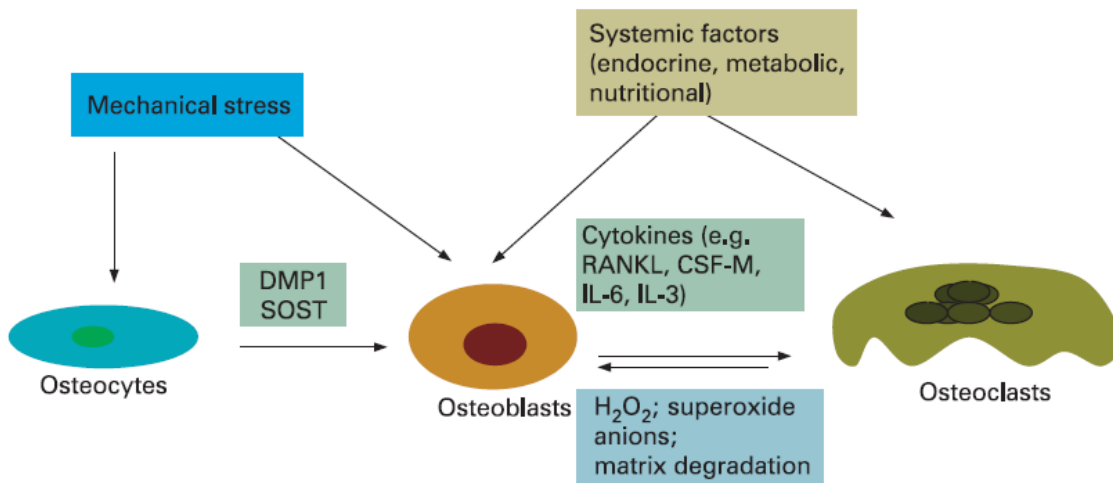 Systemic factors
(endocrine, metabolic,
nutritional)
Mechanical stress
Cytokines (e.g.
RANKL, CSF-M,
IL-6, IL-3)
DMP1
SOST
Osteocytes
Osteoblasts
Osteoclasts
H₂O₂; superoxide
anions;
matrix degradation